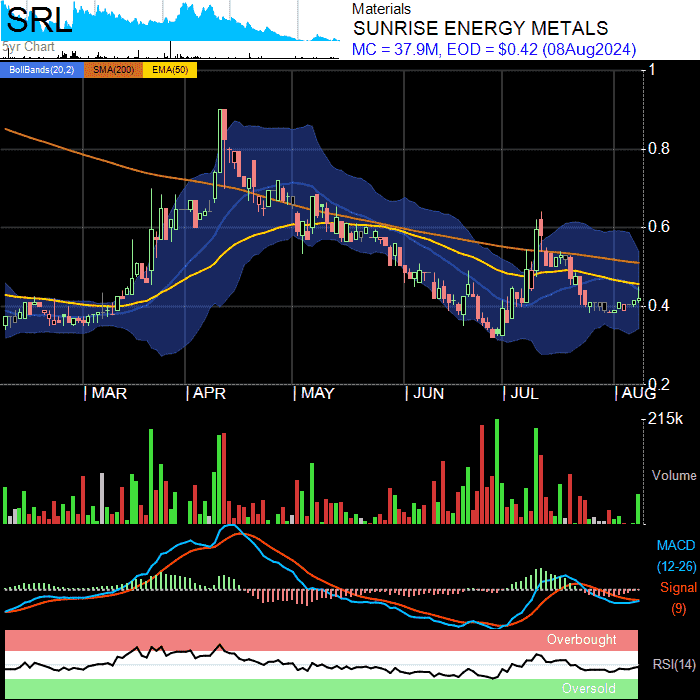 SRL
5yr Chart
Materials
SUNRISE ENERGY METALS
MC = 37.9M, EOD = $0.42 (08Aug2024)
BollBands(20,2) SMA(200) EMA(50)
1
0.8
0.6
0.4
0.2
MAR APR MAY JUN JUL AUG
215k
Volume
MACD
(12-26)
Signal
(9)
Overbought
RSI(14)
Oversold